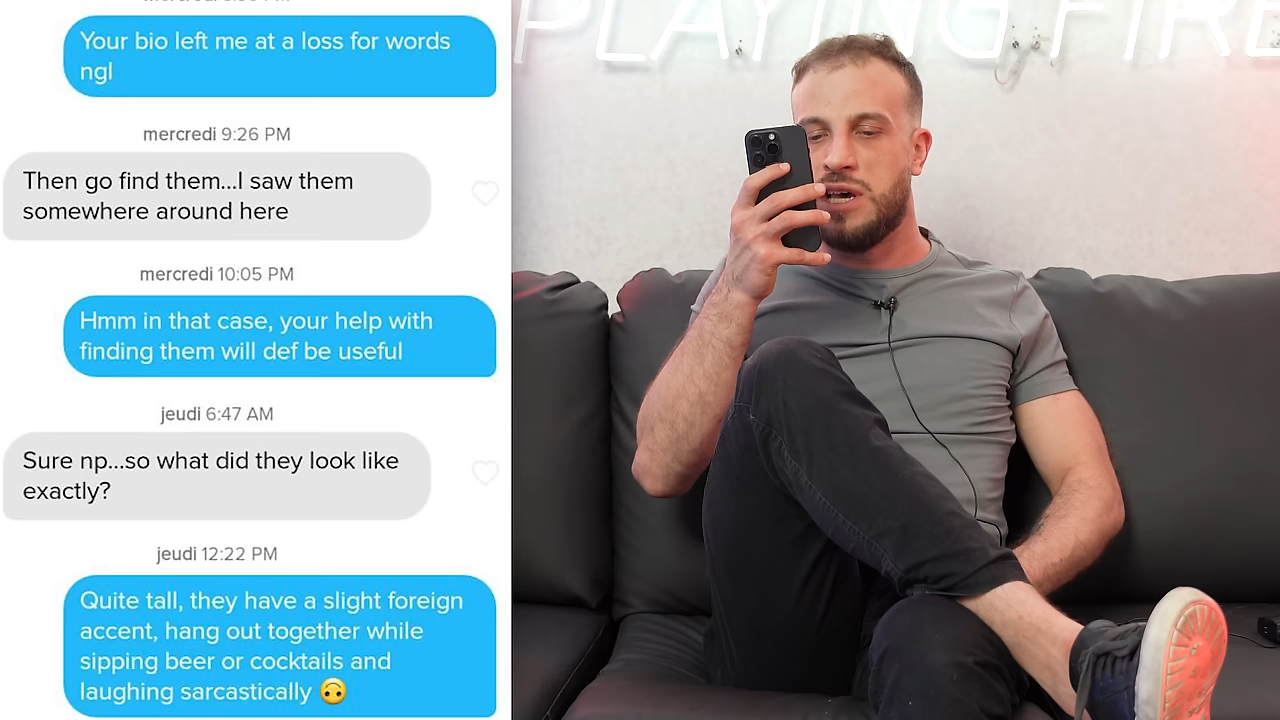 Your bio left me at a loss for words
ngl
mercredi 9:26 PM
Then go find them...I saw them
somewhere around here
mercredi 10:05 PM
Hmm in that case, your help with
finding them will def be useful
jeudi 6:47 AM
Sure np...so what did they look like
exactly?
jeudi 12:22 PM
Quite tall, they have a slight foreign
accent, hang out together while
sipping beer or cocktails and
laughing sarcastically 🙃
PLAYING FIRE